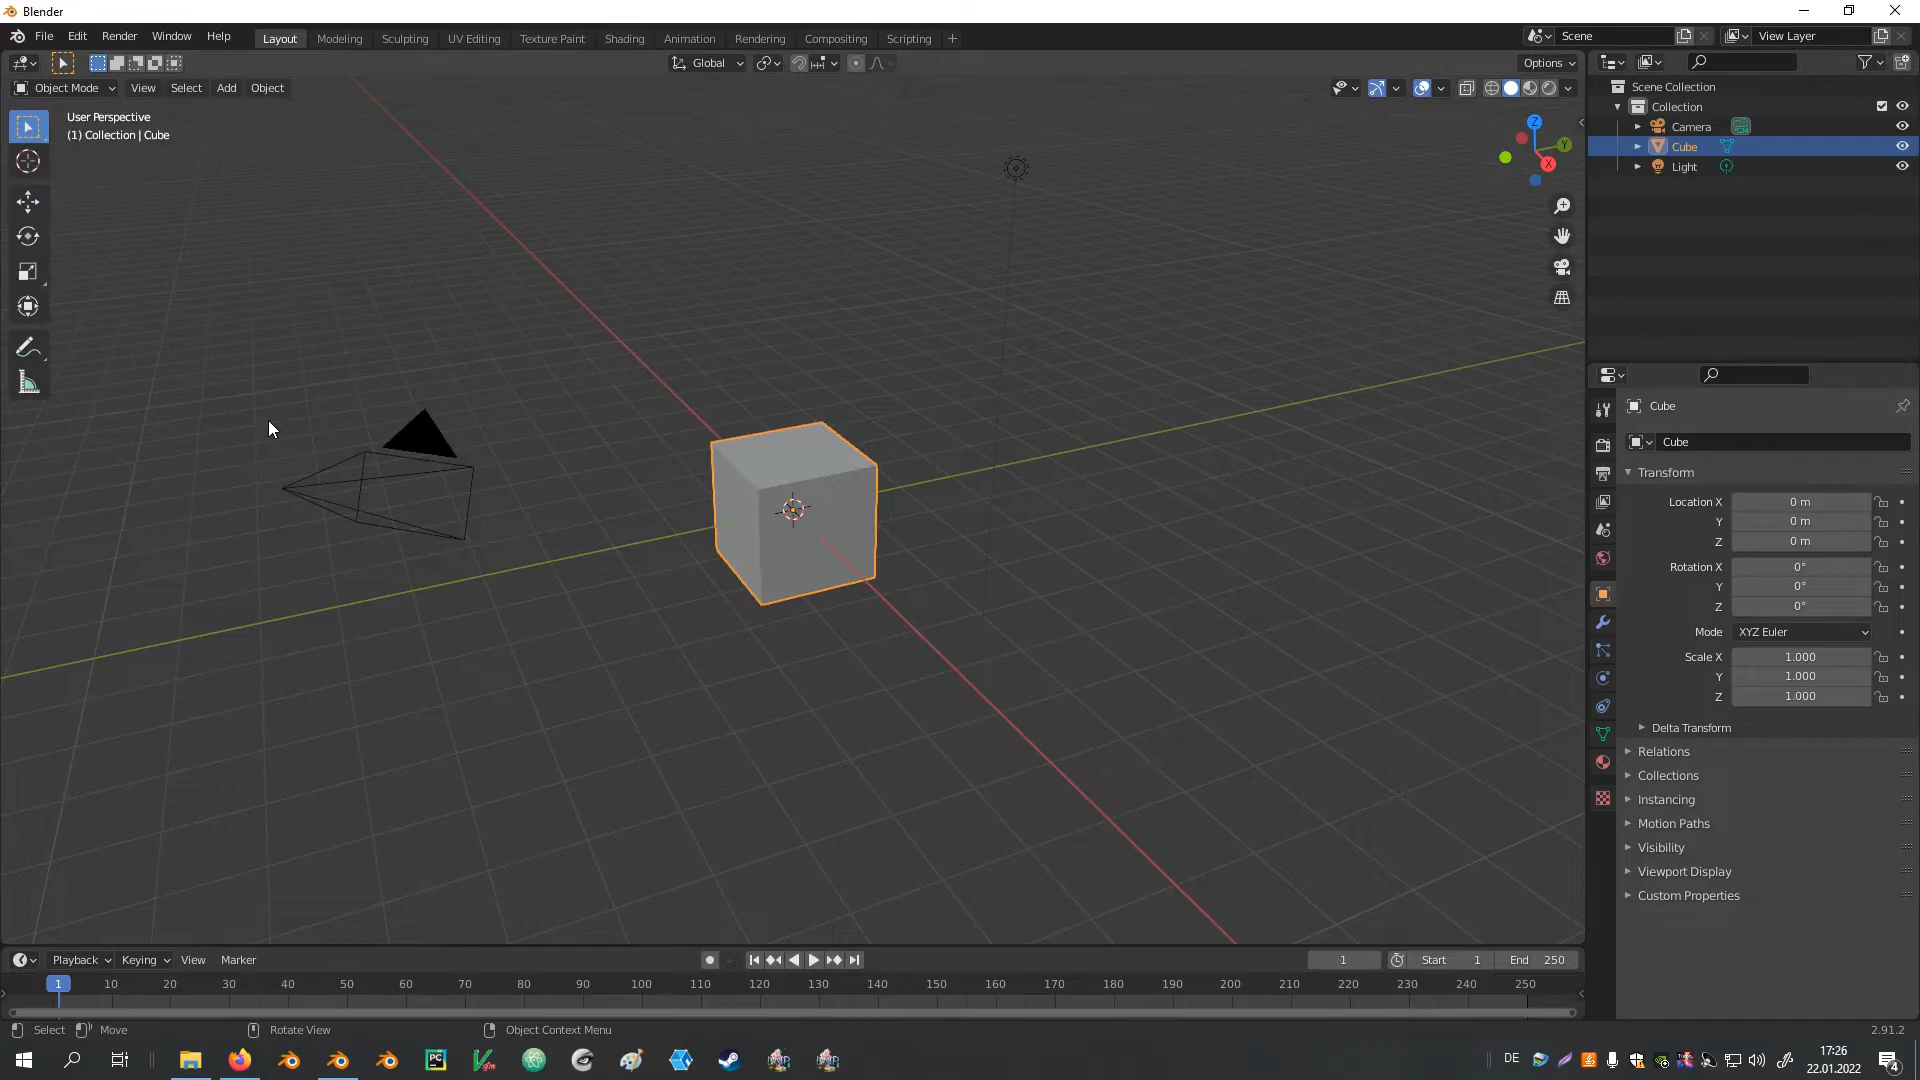 Blender
File Edit Render Window Help
Layout Modeling Sculpting UV Editing Texture Paint Shading Animation Rendering Compositing Scripting +
Scene
View Layer
Global
Options
Object Mode View Select Add Object
User Perspective
(1) Collection | Cube
Z
Y
X
Scene Collection
Collection
Camera
Cube
Light
Cube
Cube
Transform
Location X 0 m
Y 0 m
Z 0 m
Rotation X 0°
Y 0°
Z 0°
Mode XYZ Euler
Scale X 1.000
Y 1.000
Z 1.000
Delta Transform
Relations
Collections
Instancing
Motion Paths
Visibility
Viewport Display
Custom Properties
Playback Keying View Marker
1
Start 1
End 250
1 10 20 30 40 50 60 70 80 90 100 110 120 130 140 150 160 170 180 190 200 210 220 230 240 250
Select Move Rotate View Object Context Menu 2.91.2
PC
DE
17:26
22.01.2022
4